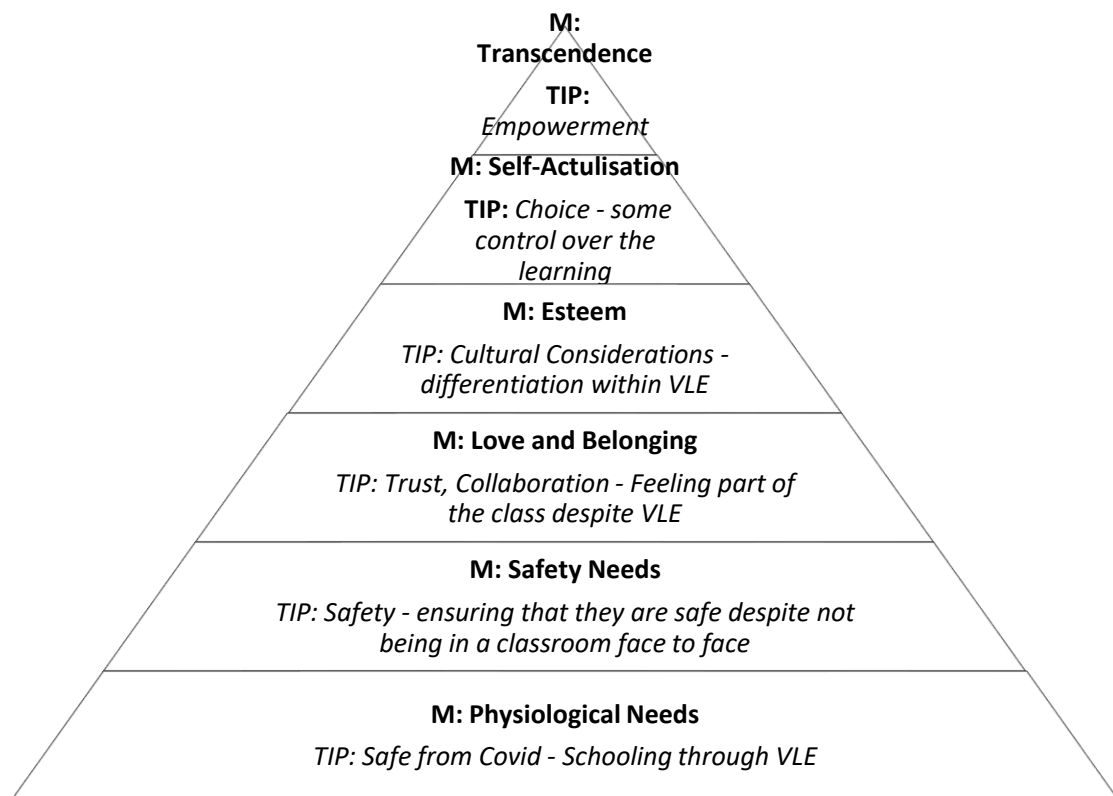 M:
Transcendence
TIP:
Empowerment
M: Self-Actulisation
TIP: Choice - some
control over the
learning
M: Esteem
TIP: Cultural Considerations -
differentiation within VLE
M: Love and Belonging
TIP: Trust, Collaboration - Feeling part of
the class despite VLE
M: Safety Needs
TIP: Safety - ensuring that they are safe despite not
being in a classroom face to face
M: Physiological Needs
TIP: Safe from Covid - Schooling through VLE